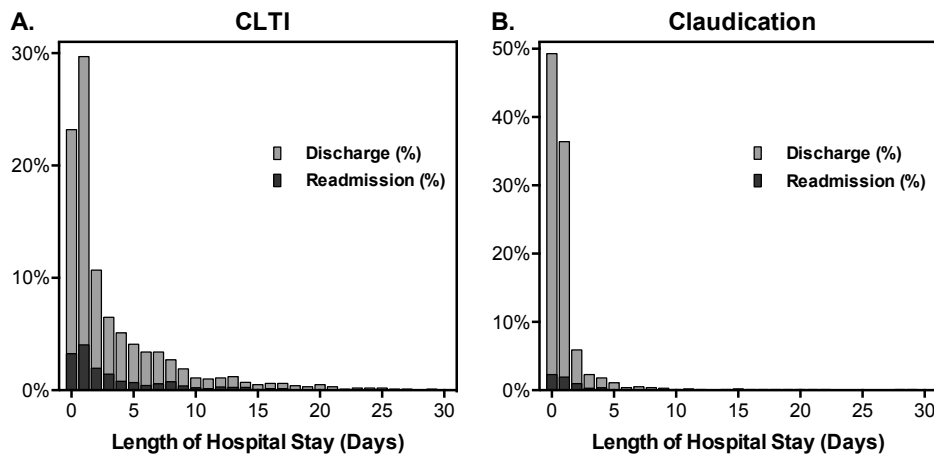 A.
CLTI
30%
20%
10%
0%
Discharge (%)
Readmission (%)
0 5 10 15 20 25 30
Length of Hospital Stay (Days)
B.
Claudication
50%
40%
30%
20%
10%
0%
Discharge (%)
Readmission (%)
0 5 10 15 20 25 30
Length of Hospital Stay (Days)